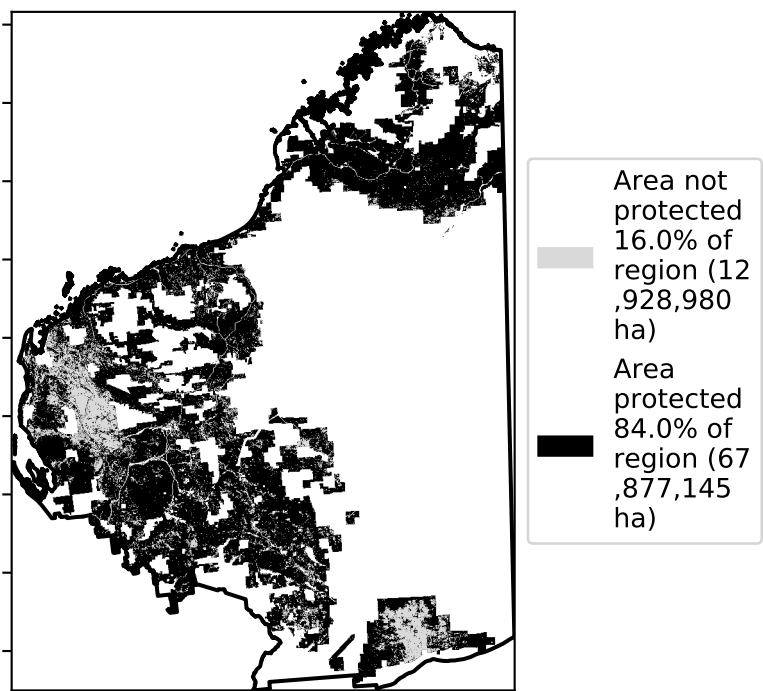 Area not
protected
16.0% of
region (12
,928,980
ha)
Area
protected
84.0% of
region (67
,877,145
ha)